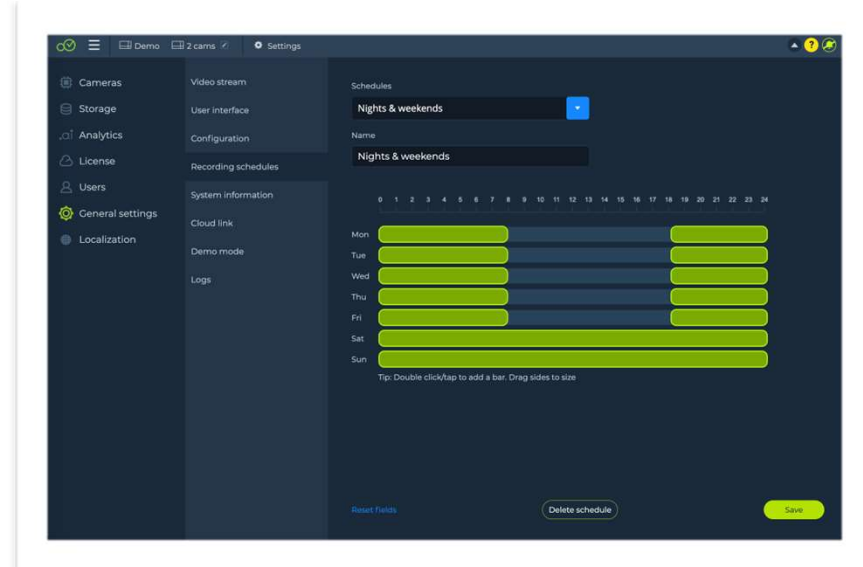 Demo 2 cams Settings
Cameras
Storage
Analytics
License
Users
General settings
Localization
Video stream
User interface
Configuration
Recording schedules
System information
Cloud link
Demo mode
Logs
Schedules
Nights & weekends
Name
Nights & weekends
0 1 2 3 4 5 6 7 8 9 10 11 12 13 14 15 16 17 18 19 20 21 22 23 24
Mon
Tue
Wed
Thu
Fri
Sat
Sun
Tip: Double click/tap to add a bar. Drag sides to size
Reset fields Delete schedule Save